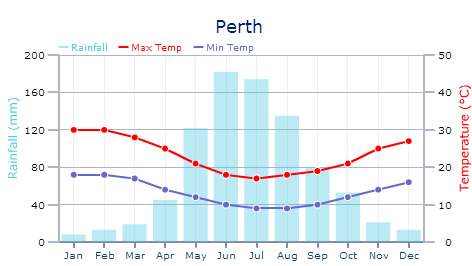 Perth
Rainfall Max Temp Min Temp
200 50
160 40
120 30
80 20
40 10
0 0
Rainfall (mm)
Temperature (°C)
Jan Feb Mar Apr May Jun Jul Aug Sep Oct Nov Dec